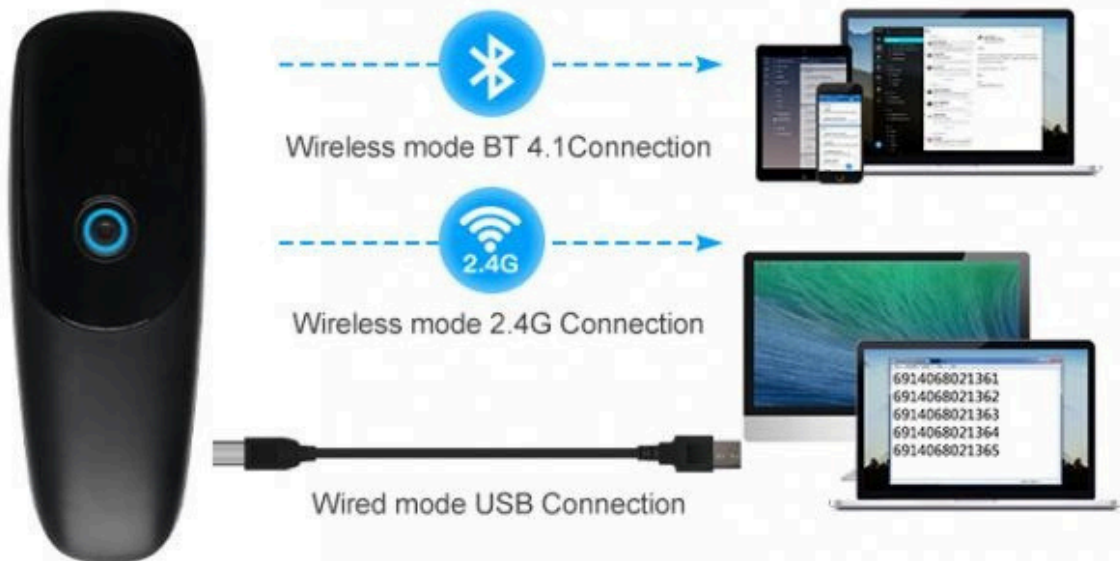 Wireless mode BT 4.1Connection
2.4G
Wireless mode 2.4G Connection
6914068021361
6914068021362
6914068021363
6914068021364
6914068021365
Wired mode USB Connection